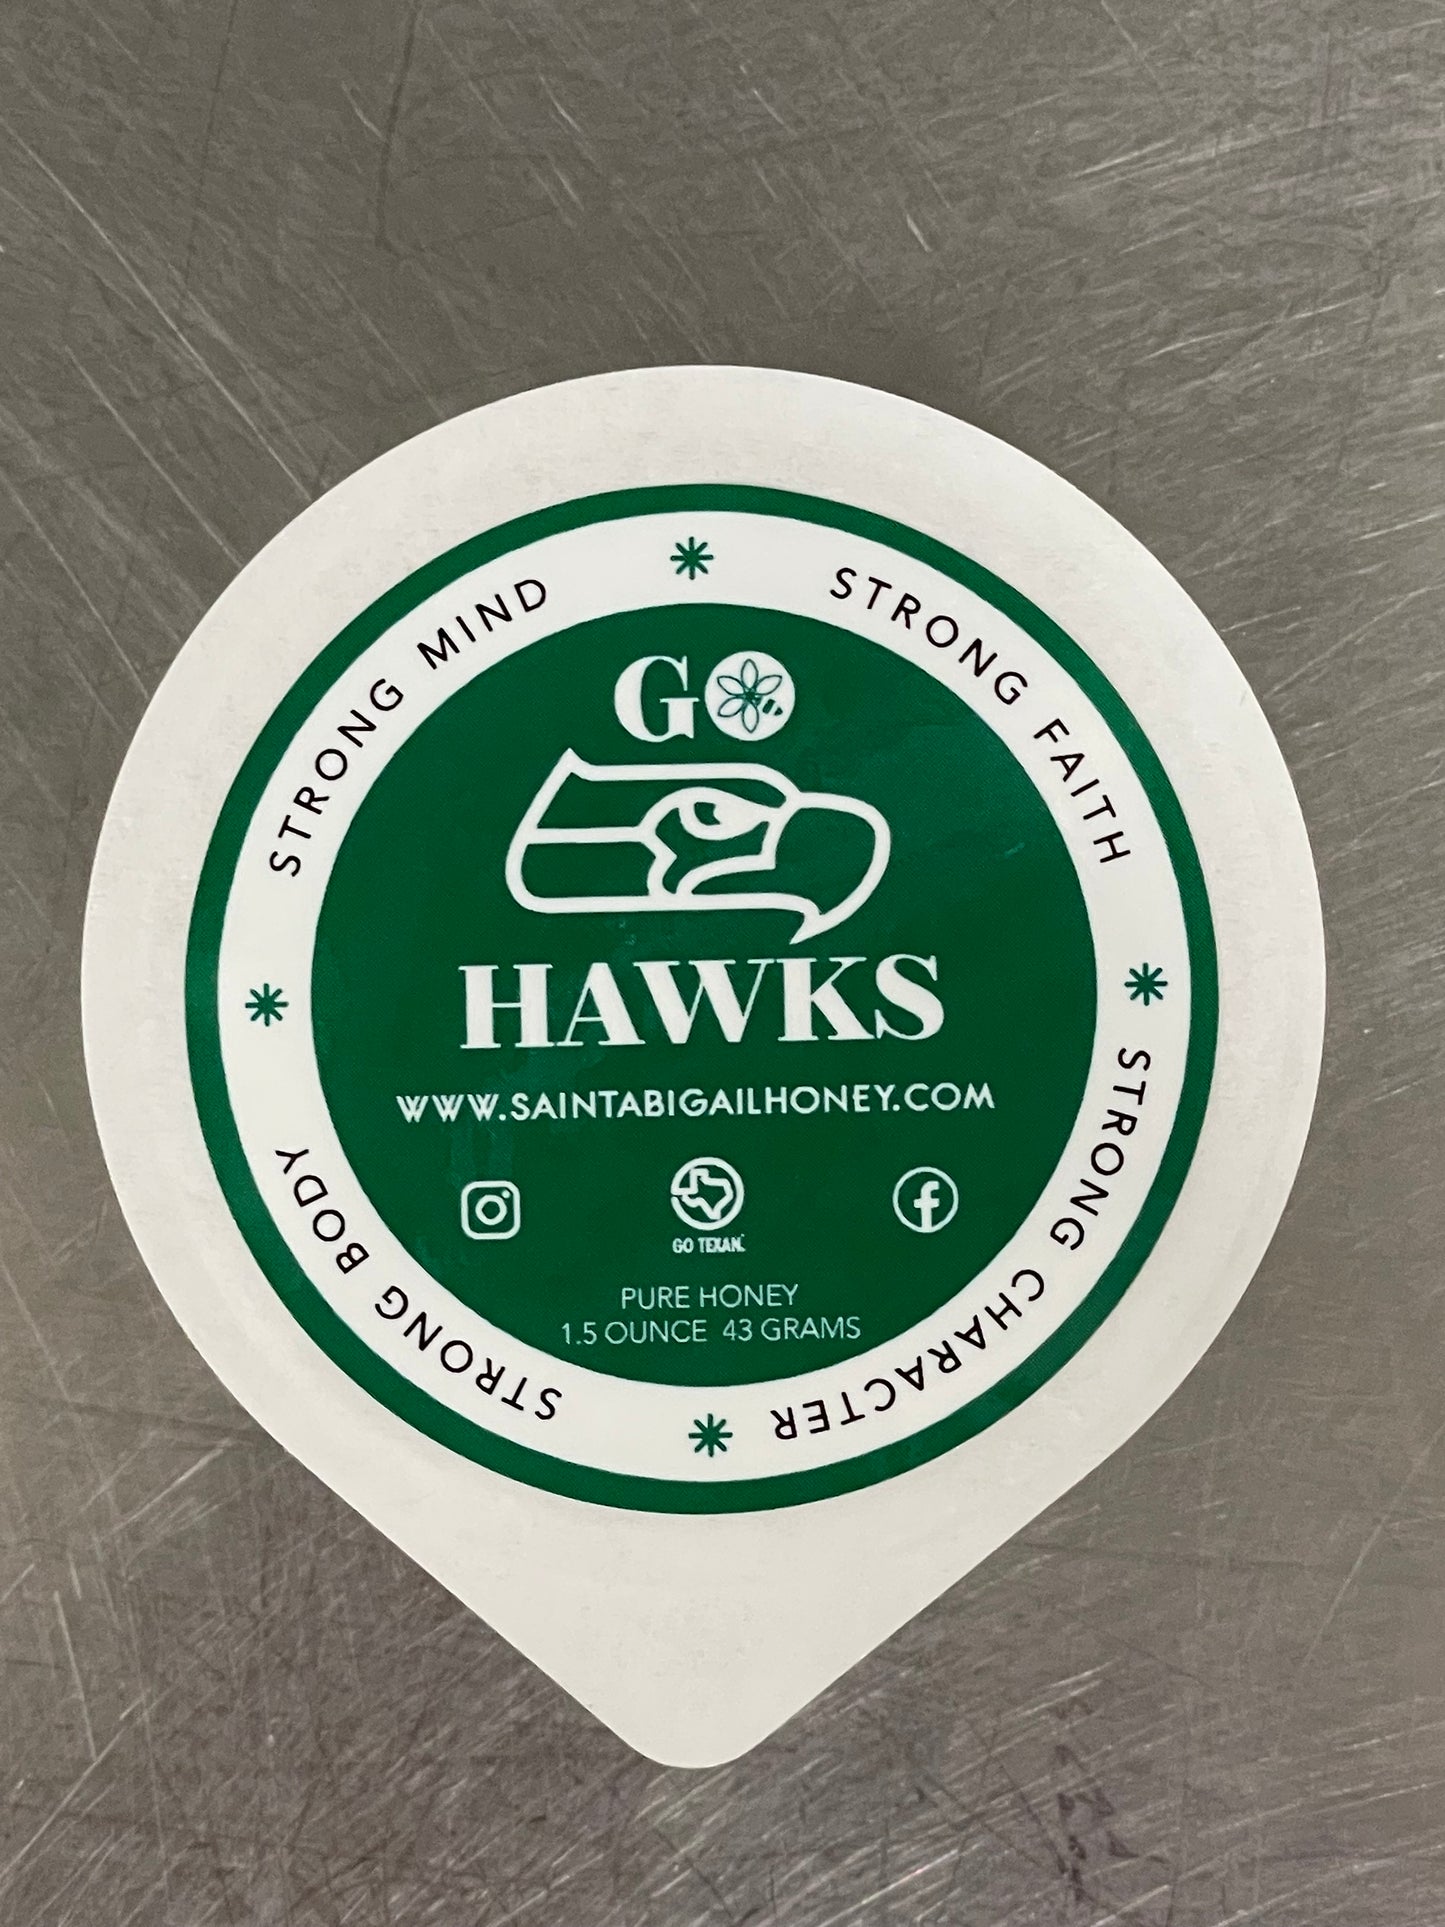 STRONG MIND
STRONG FAITH
STRONG CHARACTER
STRONG BODY
GO
HAWKS
WWW.SAINTABIGAILHONEY.COM
GO TEXAN.
PURE HONEY
1.5 OUNCE 43 GRAMS